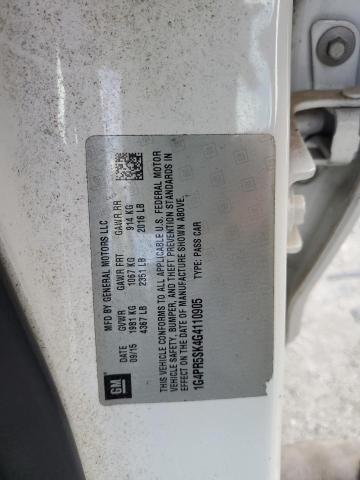 MFD BY GENERAL MOTORS LLC
DATE GVWR GAWR FRT GAWR RR
09/15 1981 KG 1067 KG 914 KG
4367 LB 2351 LB 2016 LB
THIS VEHICLE CONFORMS TO ALL APPLICABLE U.S. FEDERAL MOTOR
VEHICLE SAFETY, BUMPER, AND THEFT PREVENTION STANDARDS IN
EFFECT ON THE DATE OF MANUFACTURE SHOWN ABOVE.
1G4PR5SK4G4110905 TYPE: PASS CAR
GM